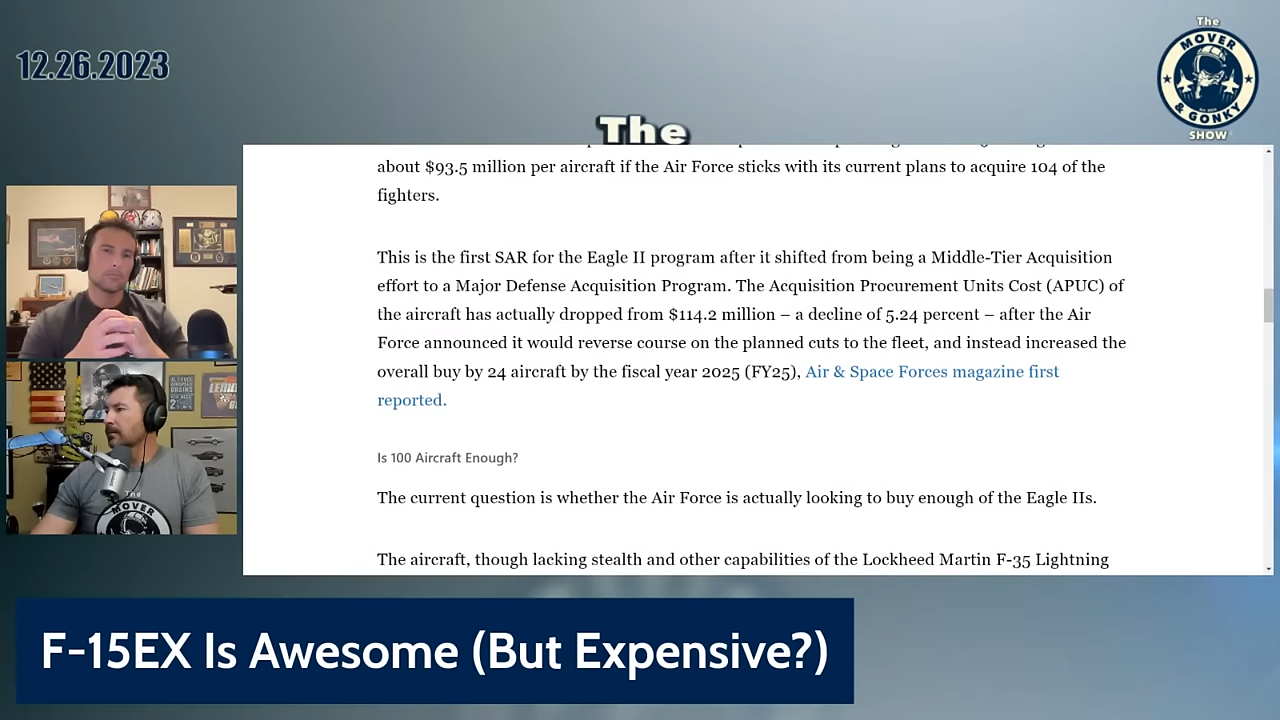 12.26.2023
The
MOVER
& GONKY
SHOW
The
about $93.5 million per aircraft if the Air Force sticks with its current plans to acquire 104 of the
fighters.
This is the first SAR for the Eagle II program after it shifted from being a Middle-Tier Acquisition
effort to a Major Defense Acquisition Program. The Acquisition Procurement Units Cost (APUC) of
the aircraft has actually dropped from $114.2 million – a decline of 5.24 percent – after the Air
Force announced it would reverse course on the planned cuts to the fleet, and instead increased the
overall buy by 24 aircraft by the fiscal year 2025 (FY25), Air & Space Forces magazine first
reported.
Is 100 Aircraft Enough?
The current question is whether the Air Force is actually looking to buy enough of the Eagle IIs.
The aircraft, though lacking stealth and other capabilities of the Lockheed Martin F-35 Lightning
The
MOVER
F-15EX Is Awesome (But Expensive?)